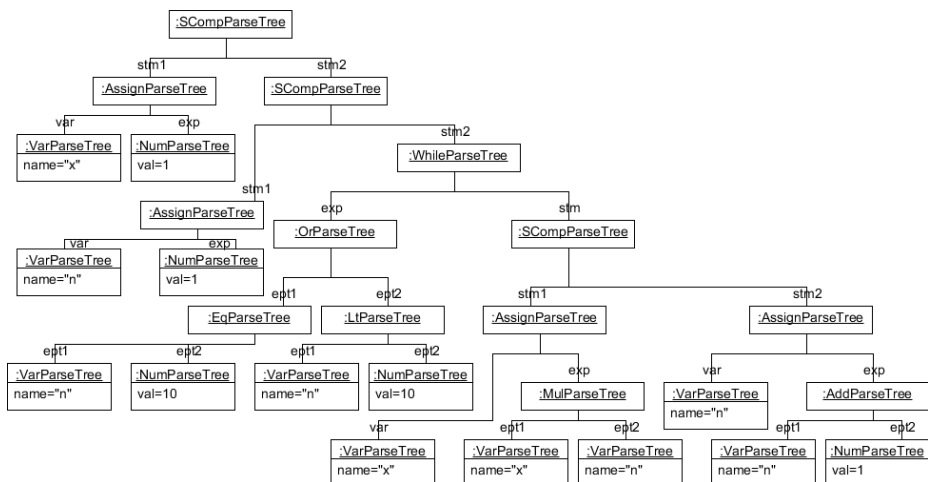 :SCompParseTree
stm1 stm2
:AssignParseTree :SCompParseTree
var exp stm2
:VarParseTree :NumParseTree :WhileParseTree
name="x" val=1
stm1 exp stm
:AssignParseTree :OrParseTree :SCompParseTree
var exp
:VarParseTree :NumParseTree
name="n" val=1
ept1 ept2 stm1 stm2
:EqParseTree :LtParseTree :AssignParseTree :AssignParseTree
ept1 ept2 ept1 ept2
:VarParseTree :NumParseTree :VarParseTree :NumParseTree exp var exp
name="n" val=10 name="n" val=10 :MulParseTree :VarParseTree :AddParseTree
name="n"
var ept1 ept2 ept1 ept2
:VarParseTree :VarParseTree :VarParseTree :VarParseTree :NumParseTree
name="x" name="x" name="n" name="n" val=1